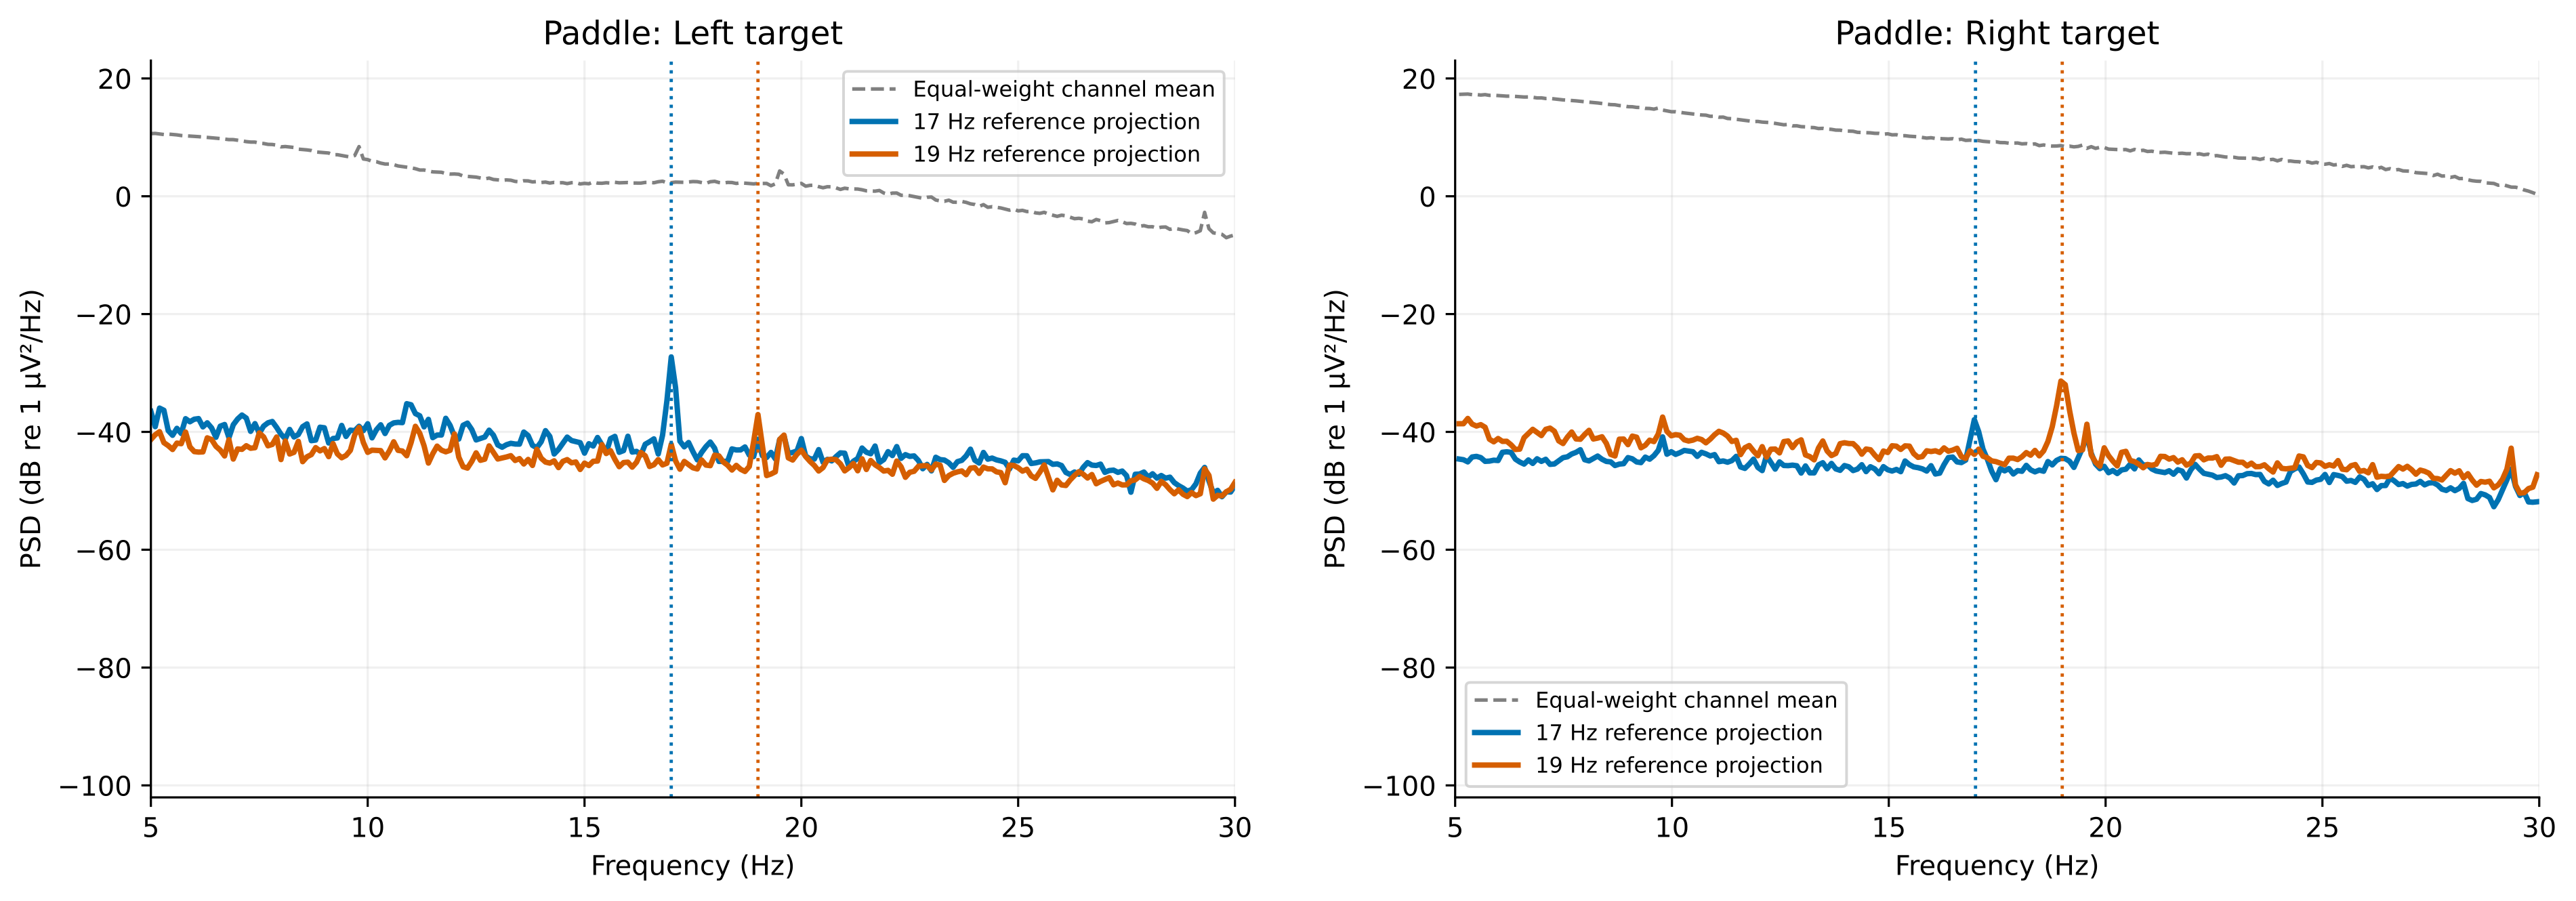 Paddle: Left target
20
0
−20
−40
−60
−80
−100
PSD (dB re 1 µV²/Hz)
Equal-weight channel mean
17 Hz reference projection
19 Hz reference projection
5 10 15 20 25 30
Frequency (Hz)
Paddle: Right target
20
0
−20
−40
−60
−80
−100
PSD (dB re 1 µV²/Hz)
Equal-weight channel mean
17 Hz reference projection
19 Hz reference projection
5 10 15 20 25 30
Frequency (Hz)